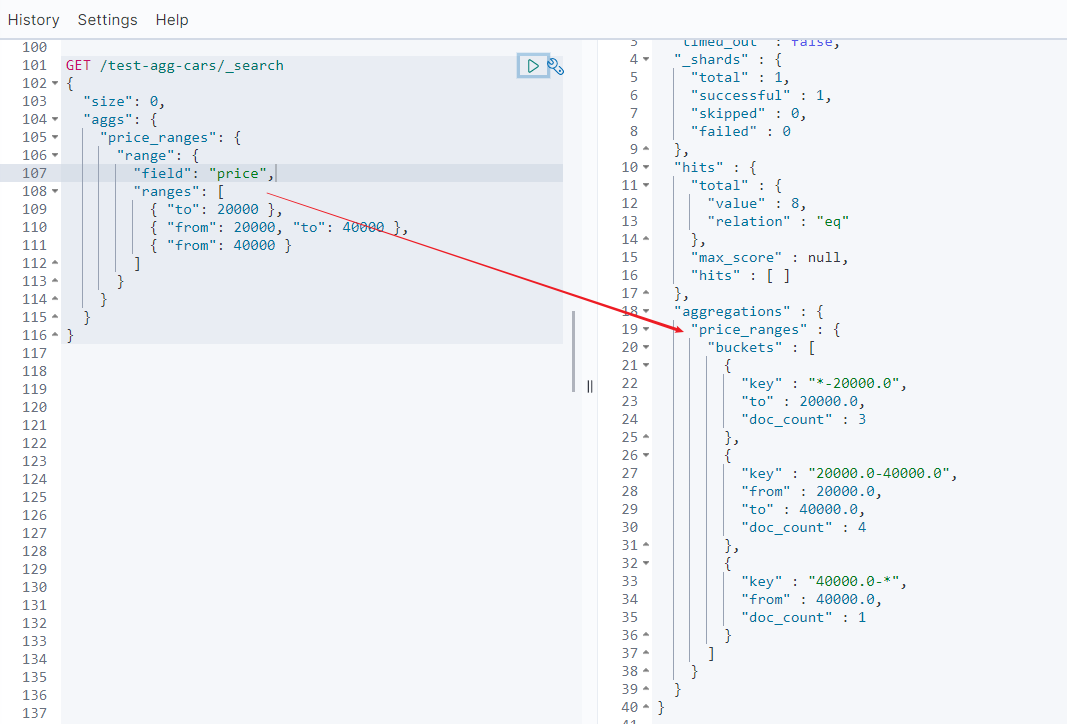 History Settings Help
100
101 GET /test-agg-cars/_search
102 {
103 "size": 0,
104 "aggs": {
105 "price_ranges": {
106 "range": {
107 "field": "price",
108 "ranges": [
109 { "to": 20000 },
110 { "from": 20000, "to": 40000 },
111 { "from": 40000 }
112 ]
113 }
114 }
115 }
116 }
117
118
119
120
121
122
123
124
125
126
127
128
129
130
131
132
133
134
135
136
137
3 "timed_out" : false,
4 "_shards" : {
5 "total" : 1,
6 "successful" : 1,
7 "skipped" : 0,
8 "failed" : 0
9 },
10 "hits" : {
11 "total" : {
12 "value" : 8,
13 "relation" : "eq"
14 },
15 "max_score" : null,
16 "hits" : [ ]
17 },
18 "aggregations" : {
19 "price_ranges" : {
20 "buckets" : [
21 {
22 "key" : "*-20000.0",
23 "to" : 20000.0,
24 "doc_count" : 3
25 },
26 {
27 "key" : "20000.0-40000.0",
28 "from" : 20000.0,
29 "to" : 40000.0,
30 "doc_count" : 4
31 },
32 {
33 "key" : "40000.0-*",
34 "from" : 40000.0,
35 "doc_count" : 1
36 }
37 ]
38 }
39 }
40 }
41